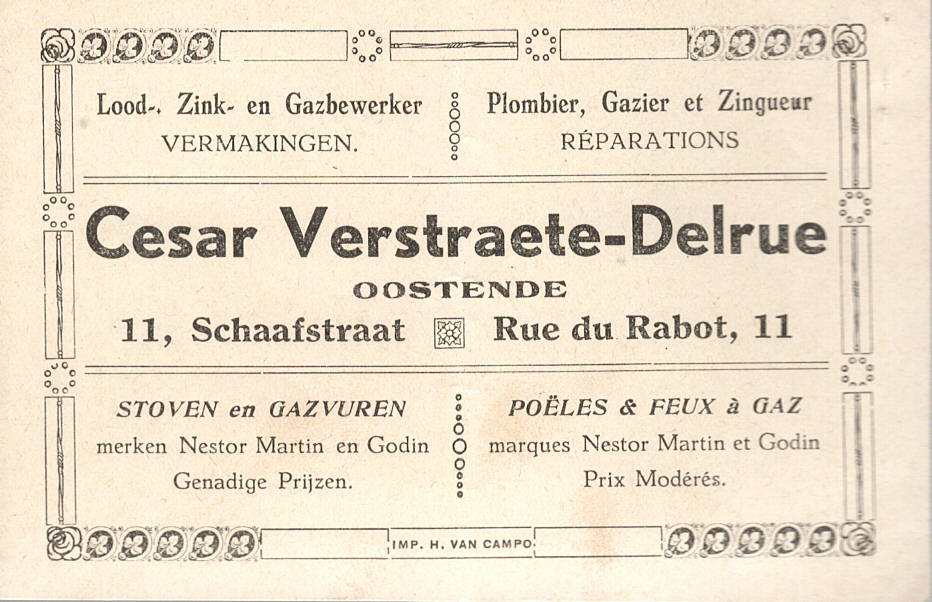 Lood-, Zink- en Gazbewerker
VERMAKINGEN.
Plombier, Gazier et Zingueur
RÉPARATIONS
Cesar Verstraete-Delrue
OOSTENDE
11, Schaafstraat Rue du Rabot, 11
STOVEN en GAZVUREN
merken Nestor Martin en Godin
Genadige Prijzen.
POËLES & FEUX à GAZ
marques Nestor Martin et Godin
Prix Modérés.
IMP. H. VAN CAMPO